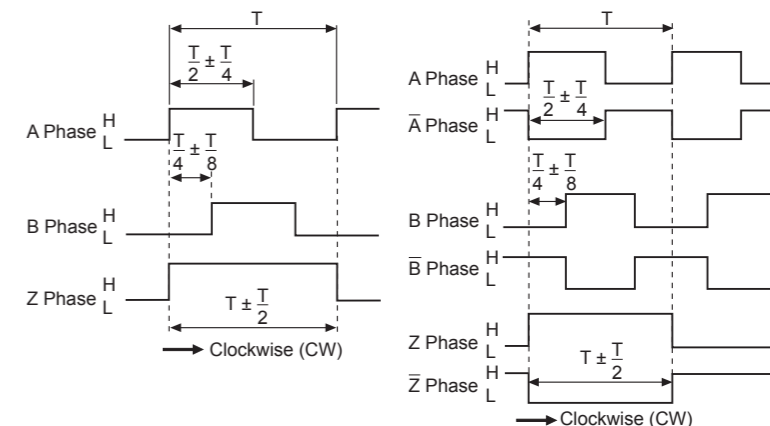 T
T/2 ± T/4
A Phase H L
T/4 ± T/8
B Phase H L
Z Phase H L
T ± T/2
Clockwise (CW)
T
A Phase H L
T/2 ± T/4
A̅ Phase H L
T/4 ± T/8
B Phase H L
B̅ Phase H L
Z Phase H L
T ± T/2
Z̅ Phase H L
Clockwise (CW)